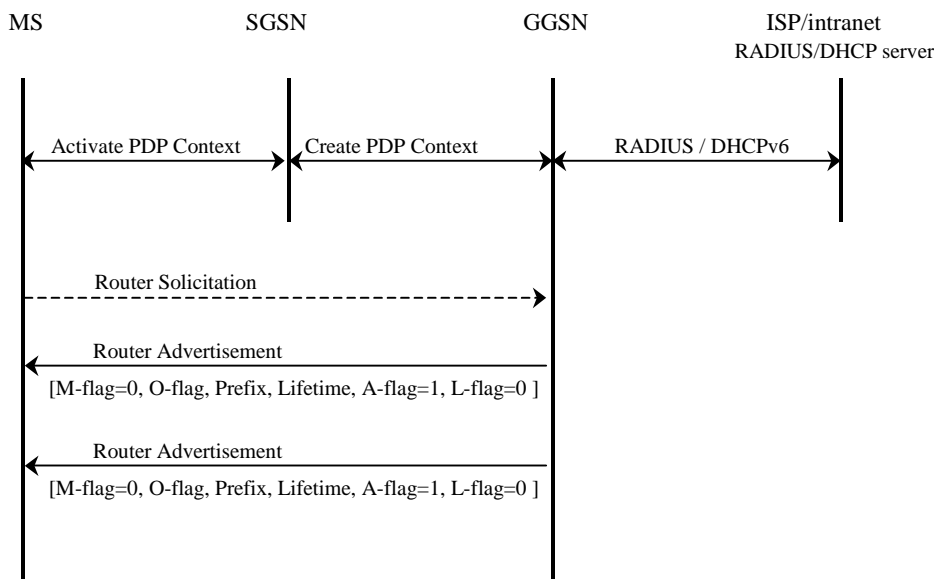 MS
SGSN
GGSN
ISP/intranet
RADIUS/DHCP server
Activate PDP Context
Create PDP Context
RADIUS / DHCPv6
Router Solicitation
Router Advertisement
[M-flag=0, O-flag, Prefix, Lifetime, A-flag=1, L-flag=0 ]
Router Advertisement
[M-flag=0, O-flag, Prefix, Lifetime, A-flag=1, L-flag=0 ]